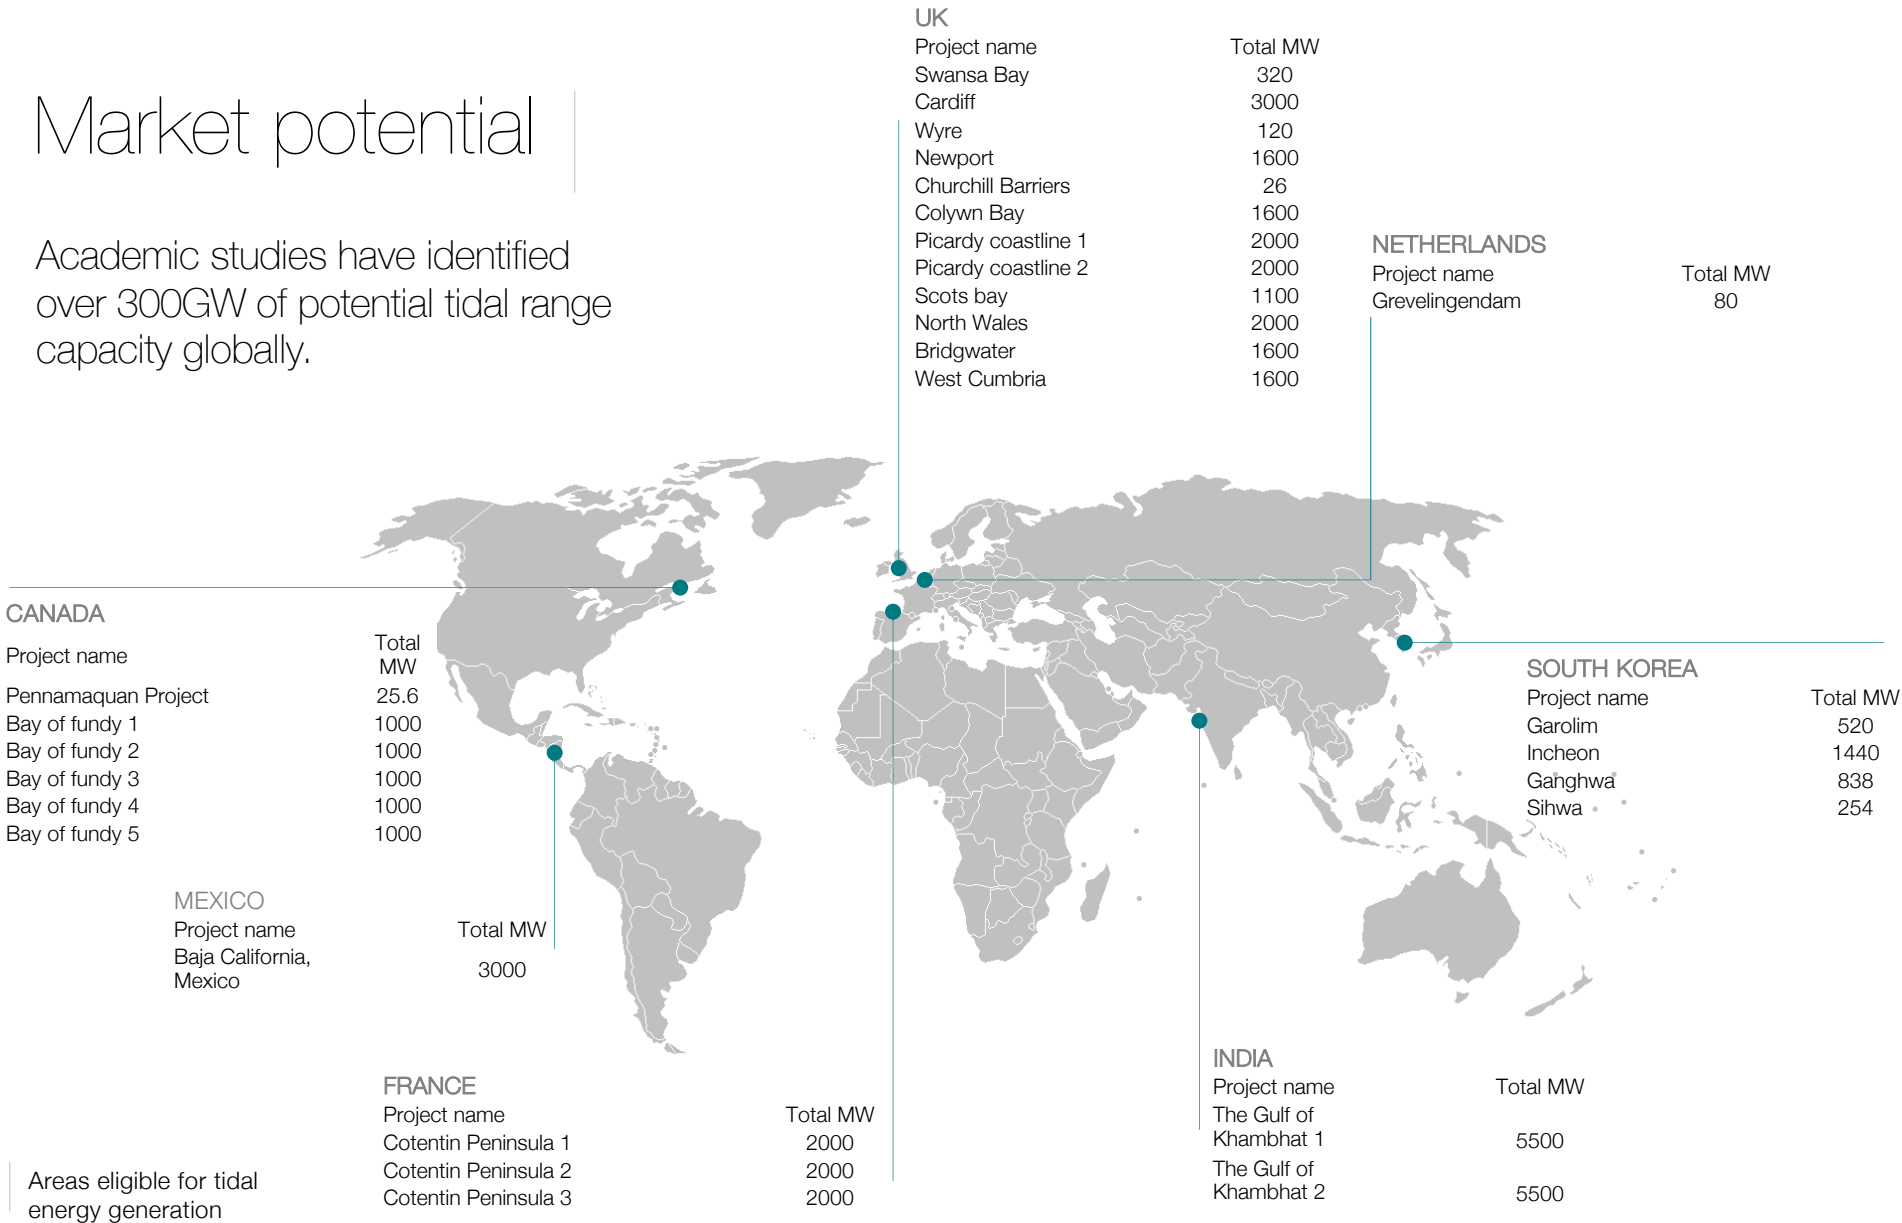 Market potential
Academic studies have identified
over 300GW of potential tidal range
capacity globally.
UK
Project name Total MW
Swansa Bay 320
Cardiff 3000
Wyre 120
Newport 1600
Churchill Barriers 26
Colywn Bay 1600
Picardy coastline 1 2000
Picardy coastline 2 2000
Scots bay 1100
North Wales 2000
Bridgwater 1600
West Cumbria 1600
NETHERLANDS
Project name Total MW
Grevelingendam 80
CANADA
Project name Total
MW
Pennamaquan Project 25.6
Bay of fundy 1 1000
Bay of fundy 2 1000
Bay of fundy 3 1000
Bay of fundy 4 1000
Bay of fundy 5 1000
SOUTH KOREA
Project name Total MW
Garolim 520
Incheon 1440
Ganghwa 838
Sihwa 254
MEXICO
Project name Total MW
Baja California,
Mexico 3000
FRANCE
Project name Total MW
Cotentin Peninsula 1 2000
Cotentin Peninsula 2 2000
Cotentin Peninsula 3 2000
INDIA
Project name Total MW
The Gulf of
Khambhat 1 5500
The Gulf of
Khambhat 2 5500
Areas eligible for tidal
energy generation